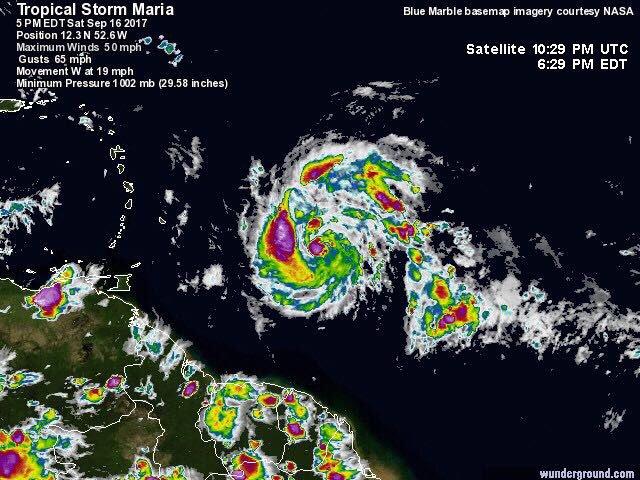 Tropical Storm Maria
5 PM EDT Sat Sep 16 2017
Position 12.3 N 52.6 W
Maximum Winds 50 mph
Gusts 65 mph
Movement W at 19 mph
Minimum Pressure 1002 mb (29.58 inches)
Blue Marble basemap imagery courtesy NASA
Satellite 10:29 PM UTC
6:29 PM EDT
wunderground.com